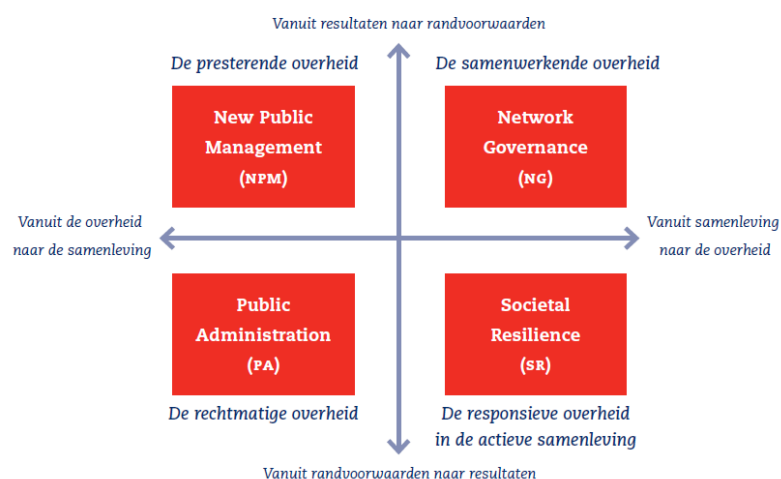 Vanuit resultaten naar randvoorwaarden
De presterende overheid
De samenwerkende overheid
New Public
Management
(NPM)
Network
Governance
(NG)
Vanuit de overheid
naar de samenleving
Vanuit samenleving
naar de overheid
Public
Administration
(PA)
Societal
Resilience
(SR)
De rechtmatige overheid
De responsieve overheid
in de actieve samenleving
Vanuit randvoorwaarden naar resultaten